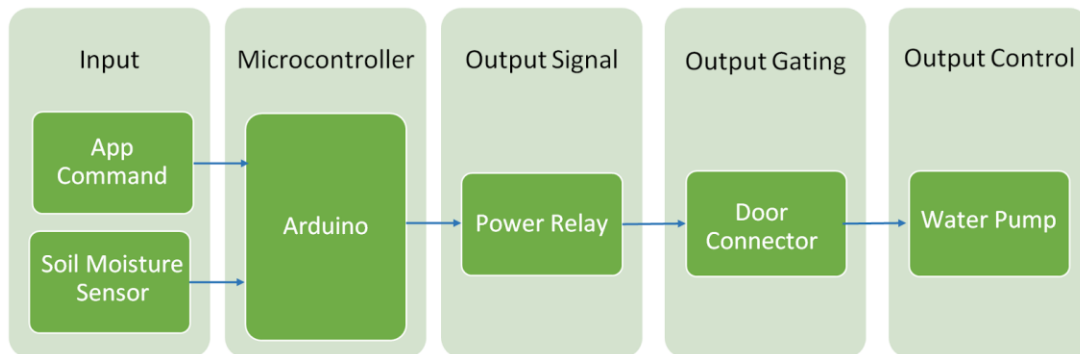 Input
Microcontroller
Output Signal
Output Gating
Output Control
App
Command
Soil Moisture
Sensor
Arduino
Power Relay
Door
Connector
Water Pump